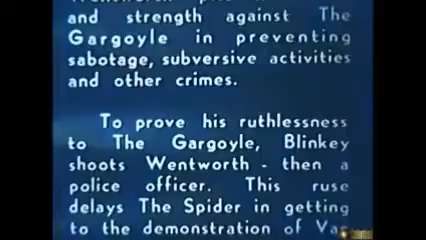 and strength against The
Gargoyle in preventing
sabotage, subversive activities
and other crimes.
To prove his ruthlessness
to The Gargoyle, Blinkey
shoots Wentworth - then a
police officer. This ruse
delays The Spider in getting
to the demonstration of